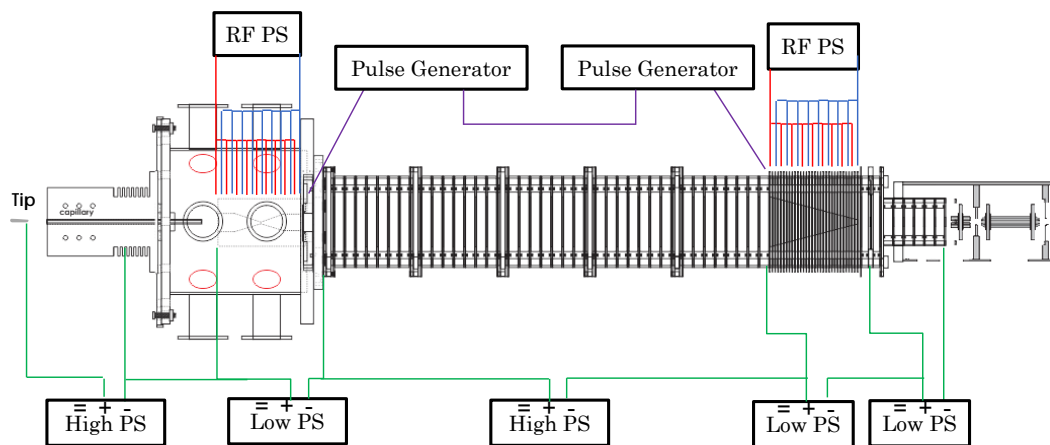 RF PS
RF PS
Pulse Generator
Pulse Generator
Tip
capillary
= + -
High PS
= + -
Low PS
= + -
High PS
= + -
Low PS
= + -
Low PS